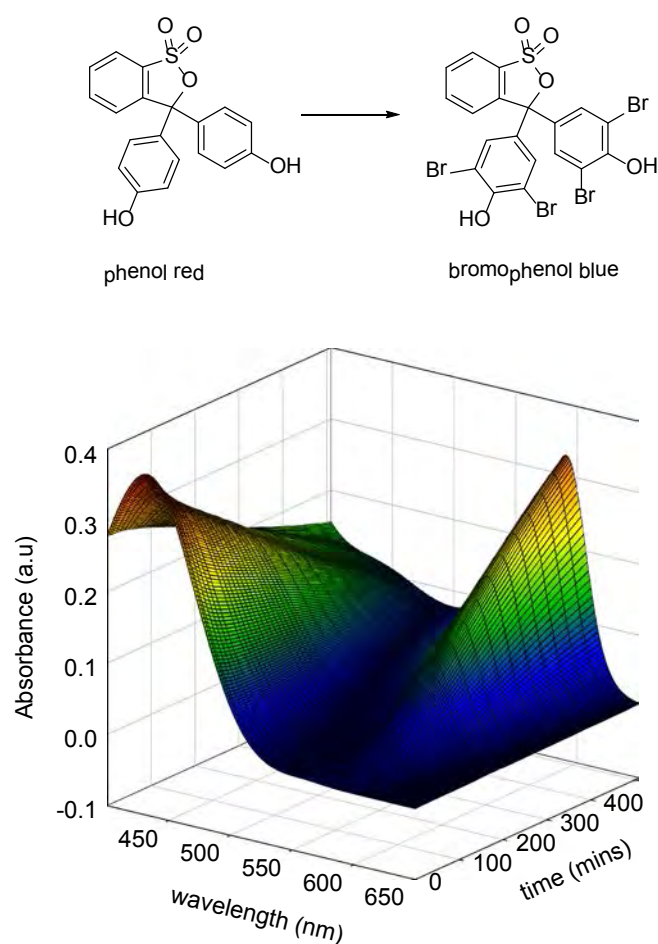 O O
S
O
OH
HO
O O
S
O
Br
OH
Br
Br
Br
HO
phenol red
bromophenol blue
0.4
0.3
0.2
0.1
0.0
-0.1
Absorbance (a.u)
450 500 550 600 650
wavelength (nm)
0 100 200 300 400
time (mins)